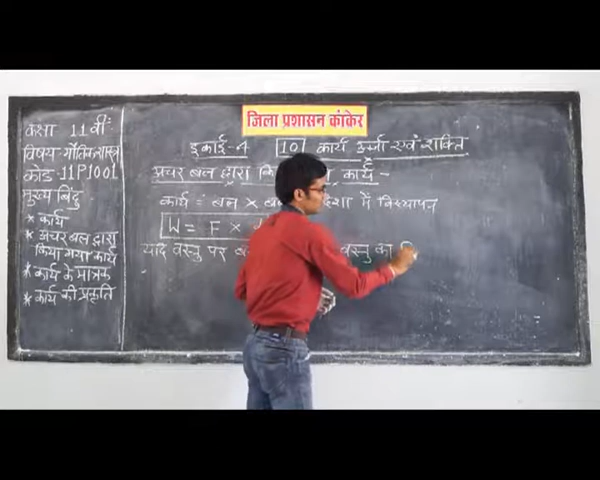 जिला प्रशासन कांकेर
कक्षा 11 वीं:
विषय-भौतिकशास्त्र
कोड-11P1001
मुख्य बिंदु
* कार्य
* अचर बल द्वारा
किया गया कार्य
* कार्य के मात्रक
* कार्य की प्रकृति
इकाई-4 [10] कार्य ऊर्जा एवं शक्ति
अचर बल द्वारा कार्य -
कार्य = बल × में विस्थापन
W = F ×
यदि वस्तु पर वस्तु का